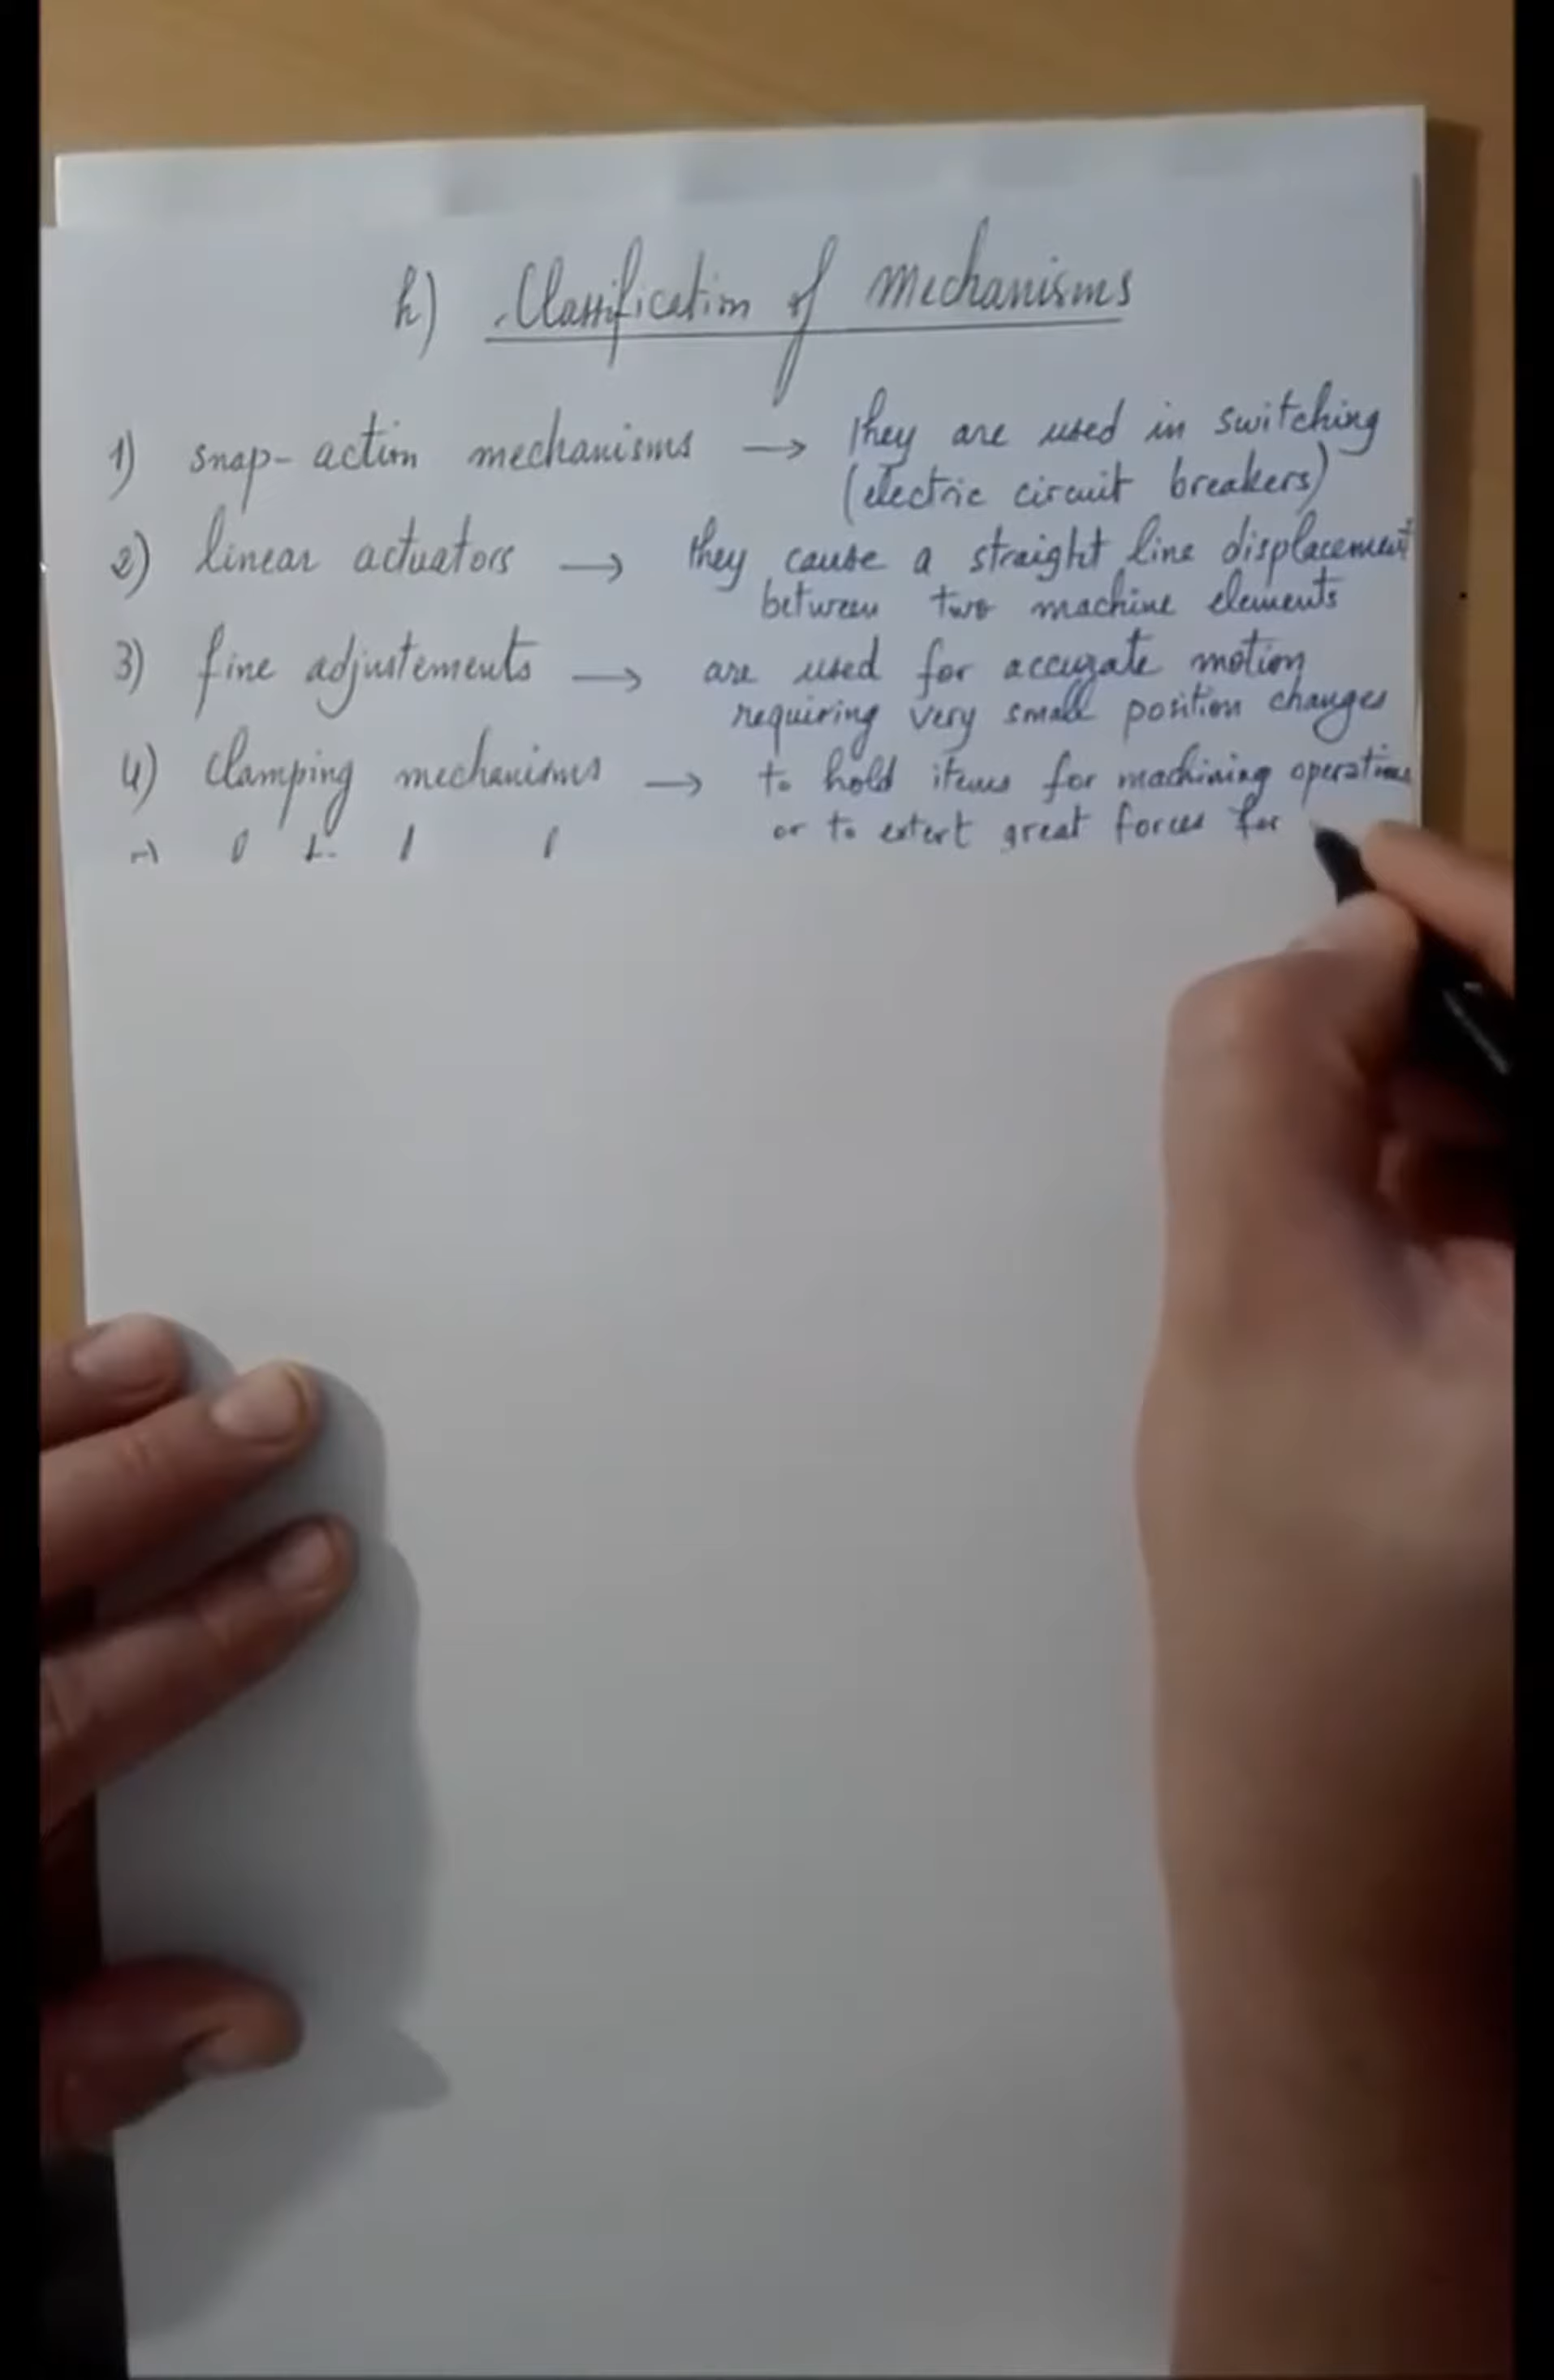 h) Classification of mechanisms
1) snap-action mechanisms → they are used in switching
(electric circuit breakers)
2) linear actuators → they cause a straight line displacement
between two machine elements
3) fine adjustements → are used for accurate motion
requiring very small position changes
4) clamping mechanisms → to hold items for machining operations
or to extert great forces for